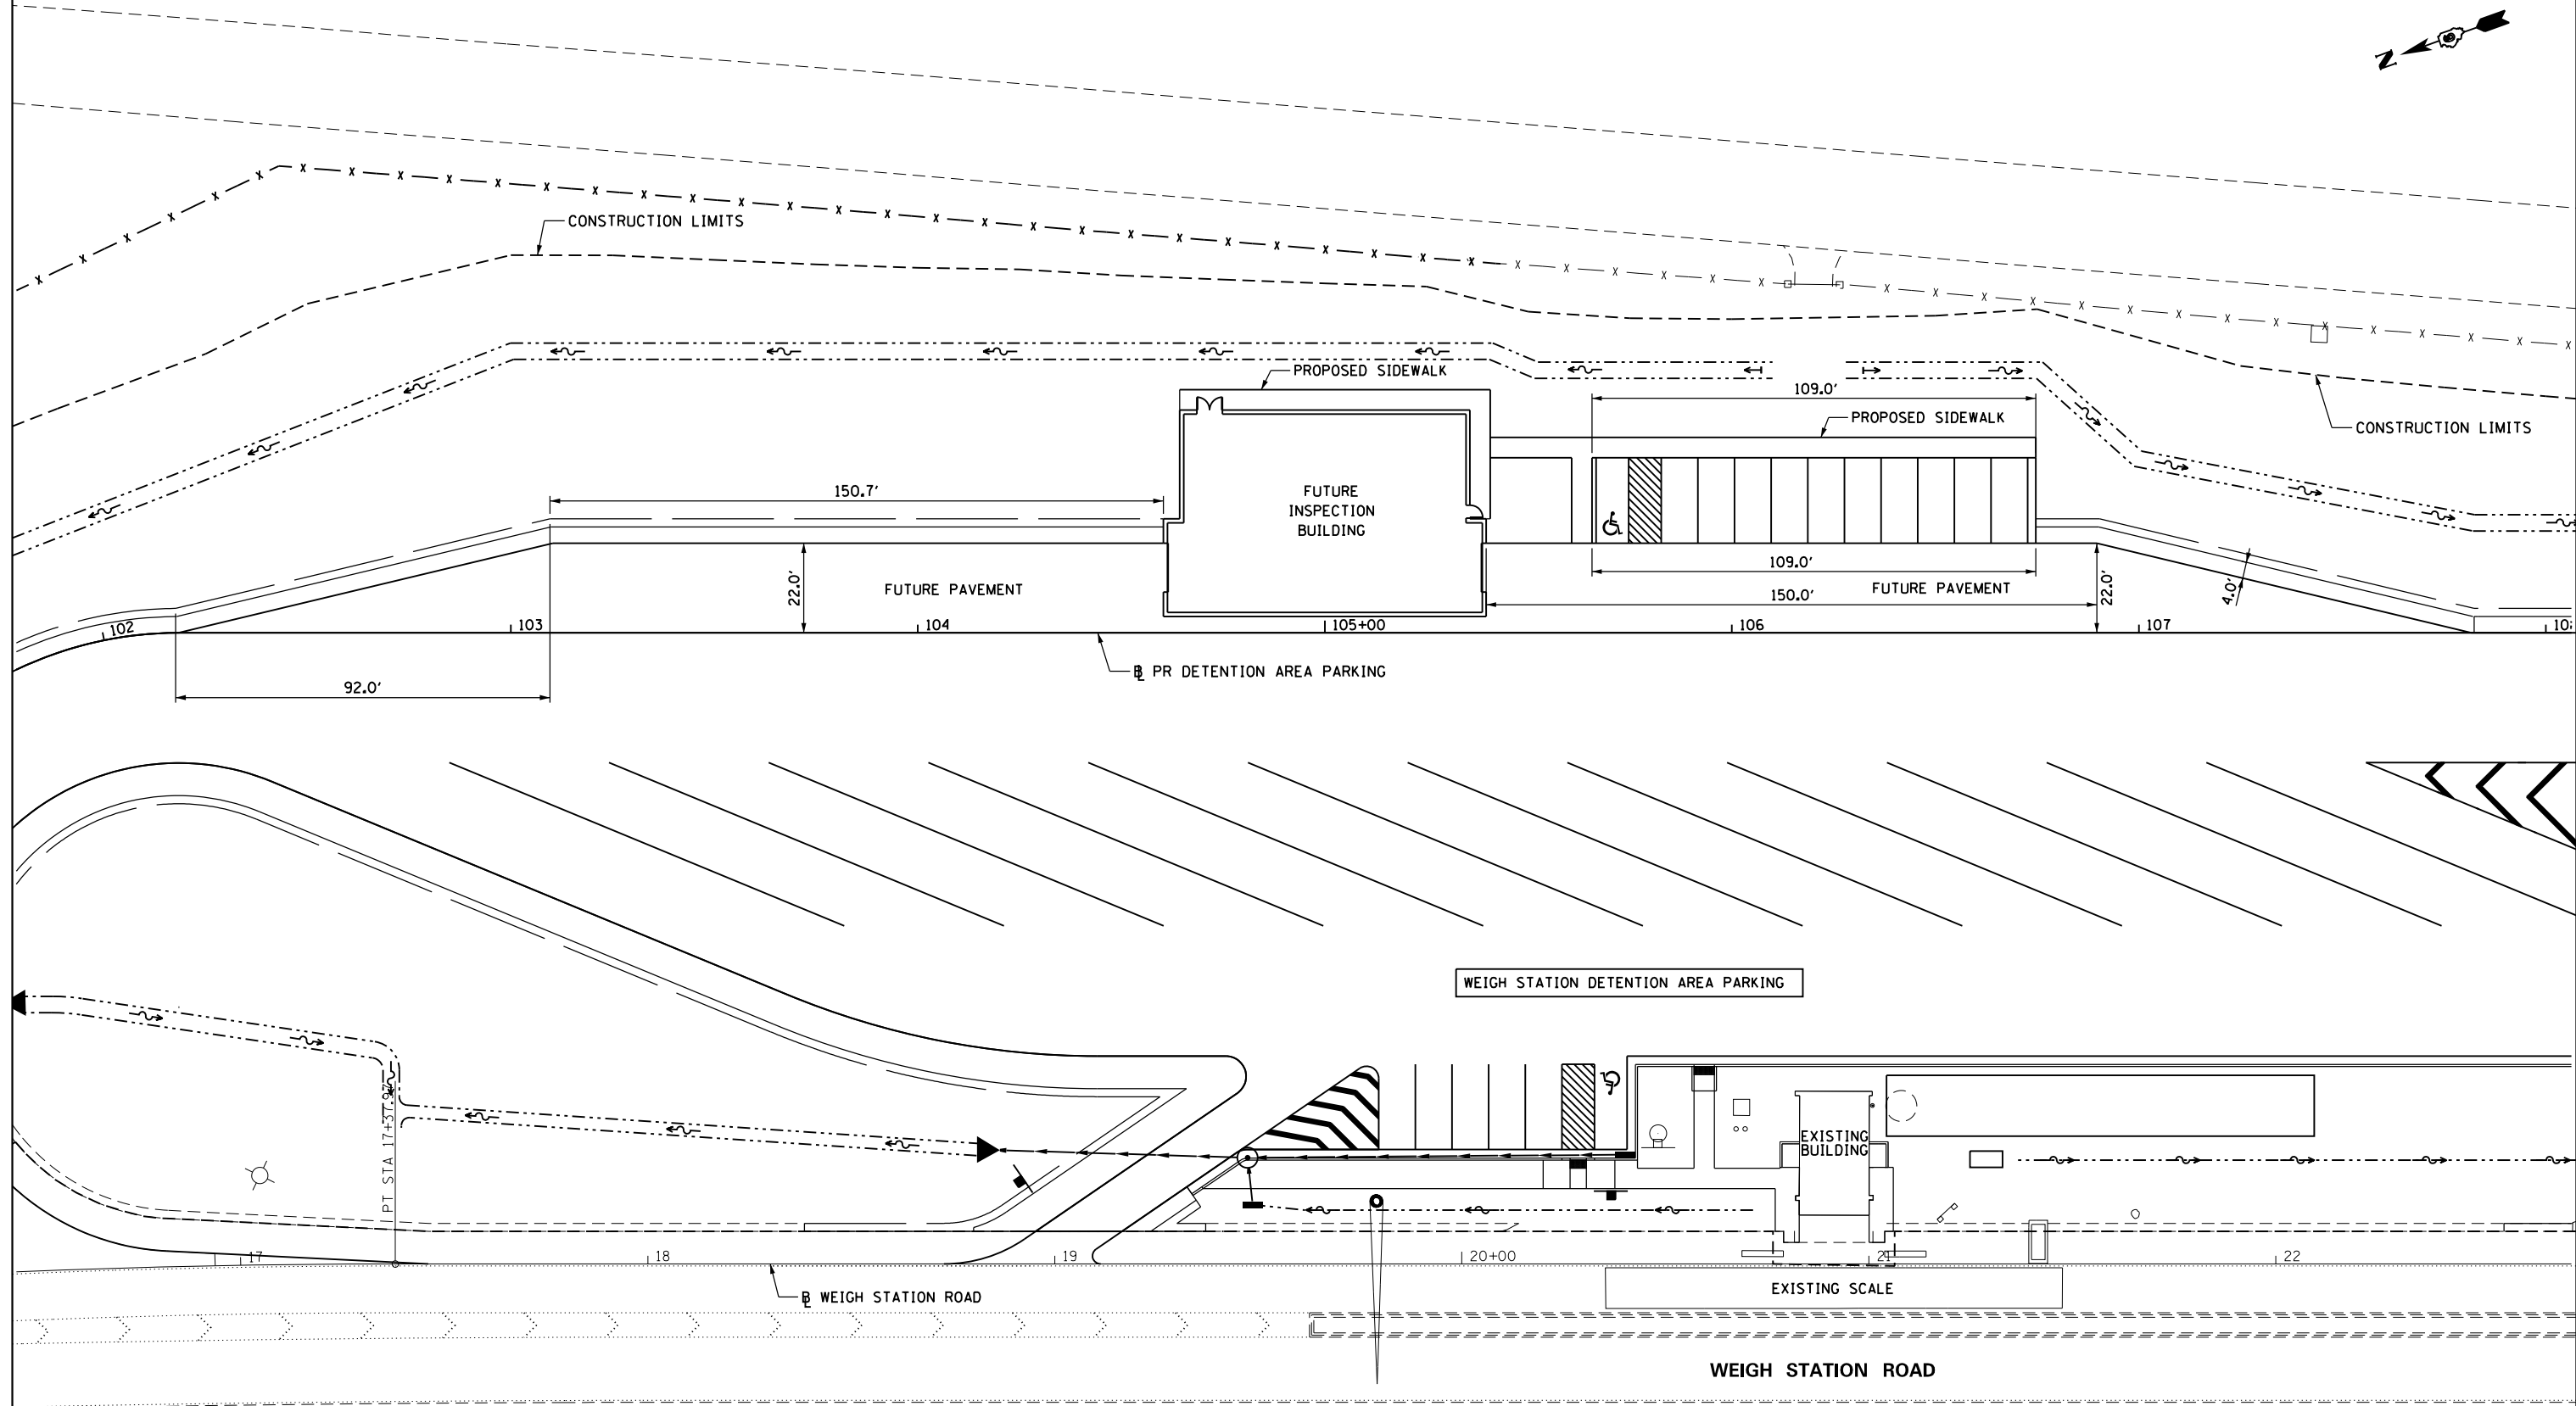 N
CONSTRUCTION LIMITS
PROPOSED SIDEWALK
109.0'
PROPOSED SIDEWALK
CONSTRUCTION LIMITS
150.7'
FUTURE
INSPECTION
BUILDING
22.0'
FUTURE PAVEMENT
109.0'
FUTURE PAVEMENT
150.0'
22.0'
4.0'
102
103
104
105+00
106
107
BL PR DETENTION AREA PARKING
92.0'
WEIGH STATION DETENTION AREA PARKING
EXISTING
BUILDING
PT STA 17+37.97
17
18
19
20+00
21
22
BL WEIGH STATION ROAD
EXISTING SCALE
WEIGH STATION ROAD